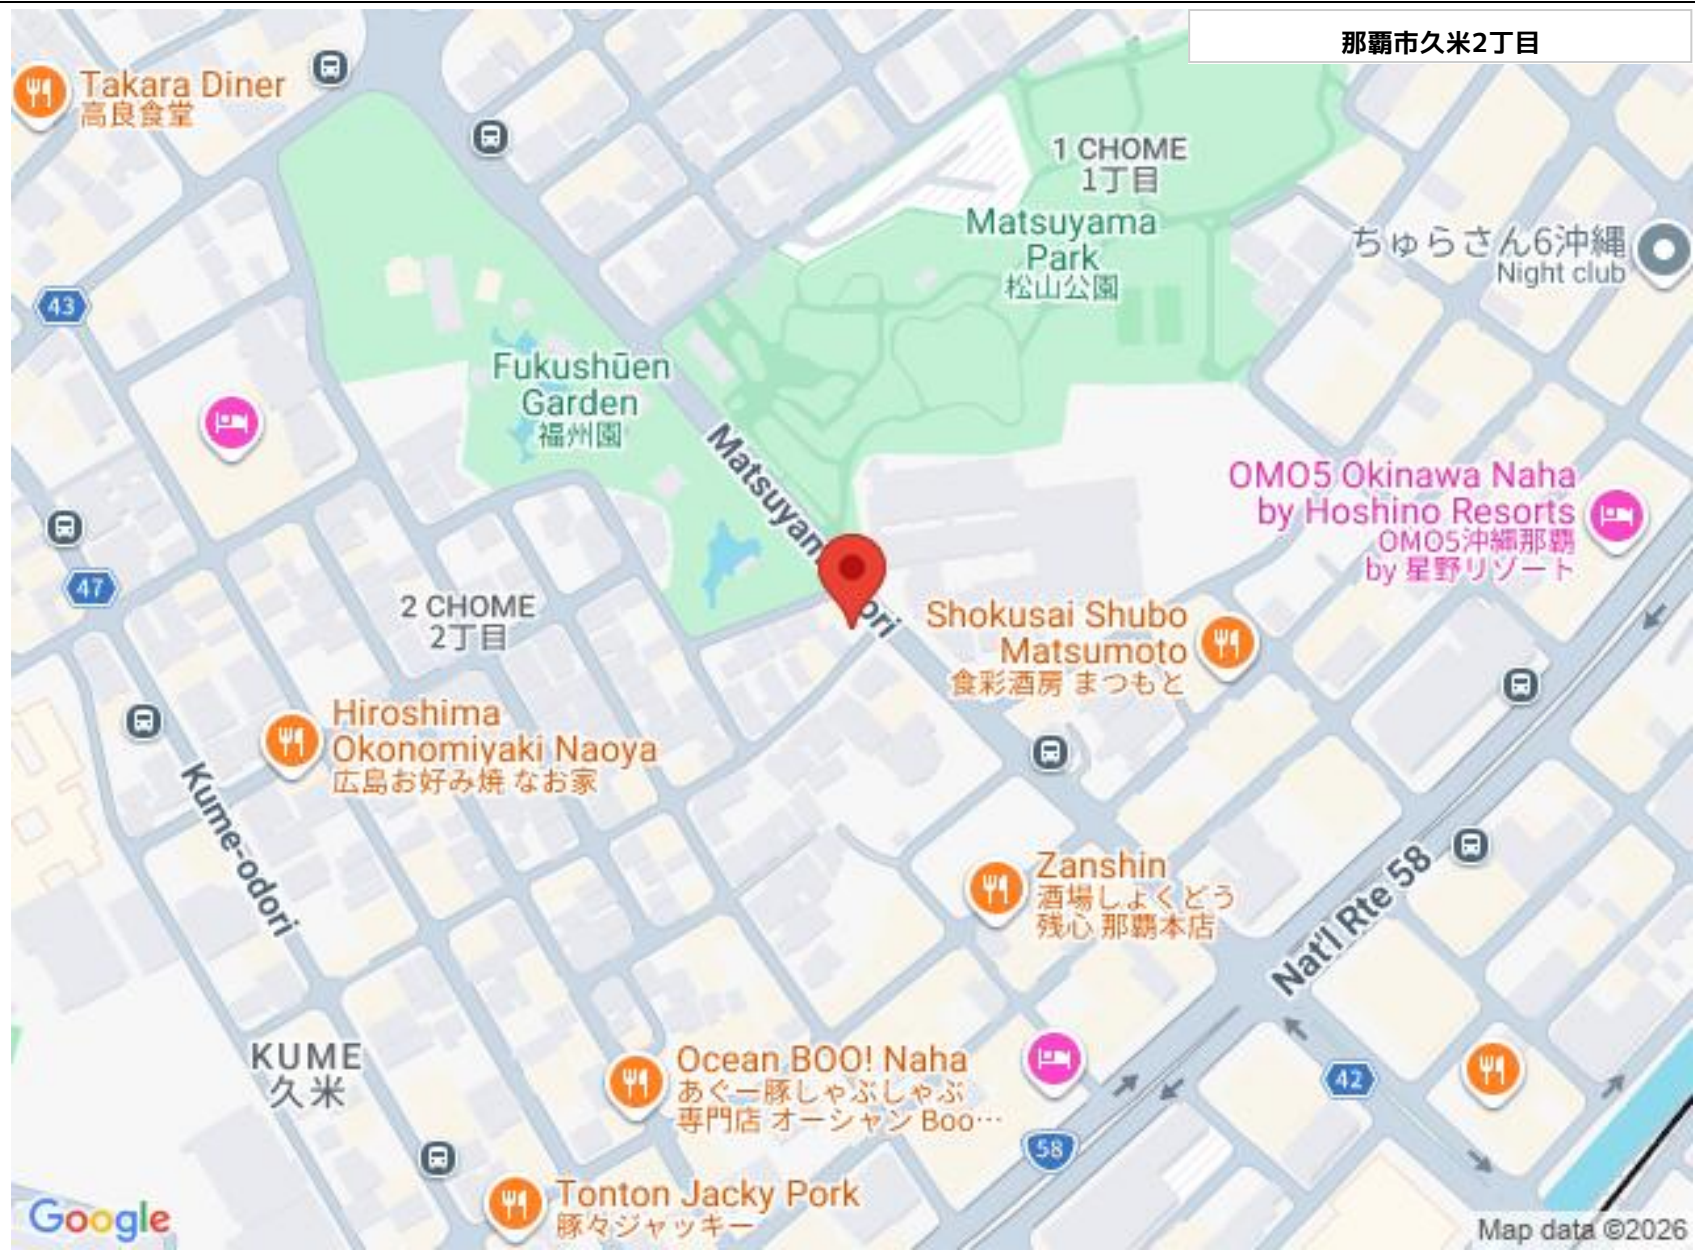 那覇市久米2丁目
Takara Diner
高良食堂
1 CHOME
1丁目
Matsuyama
Park
松山公園
ちゅらさん6沖縄
Night club
43
Fukushūen
Garden
福州園
Matsuyam
ori
OMO5 Okinawa Naha
by Hoshino Resorts
OMO5沖縄那覇
by 星野リゾート
47
2 CHOME
2丁目
Shokusai Shubo
Matsumoto
食彩酒房 まつもと
Hiroshima
Okonomiyaki Naoya
広島お好み焼 なお家
Kume-odori
Zanshin
酒場しょくどう
残心 那覇本店
Nat'l Rte 58
KUME
久米
Ocean BOO! Naha
あぐー豚しゃぶしゃぶ
専門店 オーシャン Boo…
42
58
Tonton Jacky Pork
豚々ジャッキー
Google
Map data ©2026